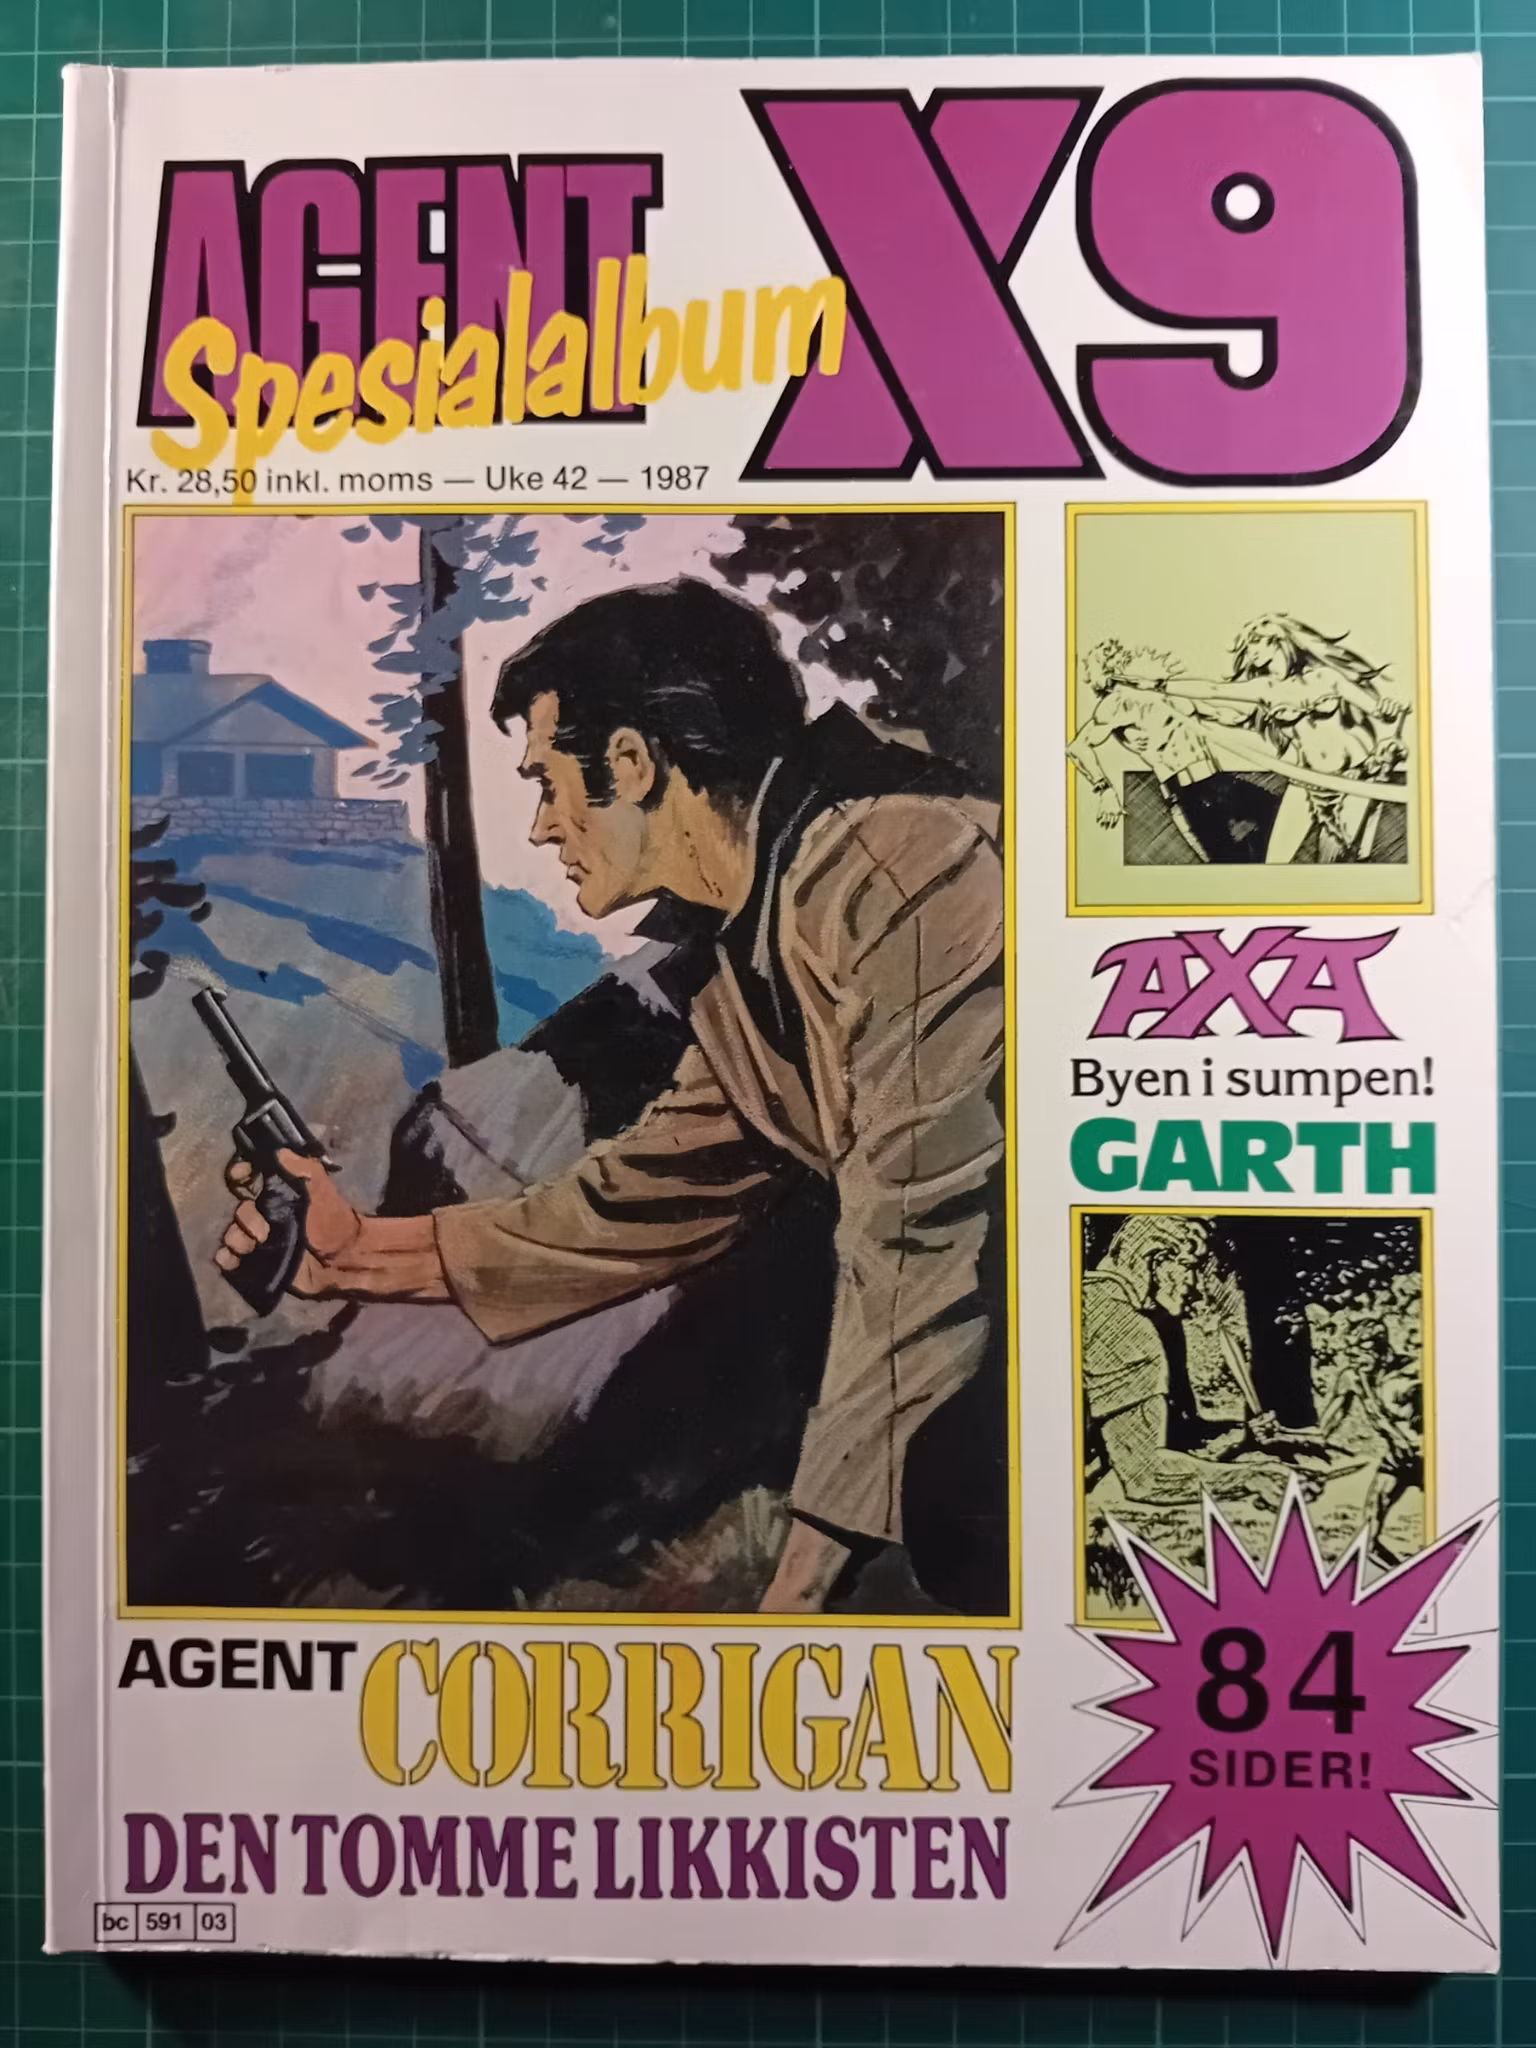 AGENT X9
Spesialalbum
Kr. 28,50 inkl. moms — Uke 42 — 1987
AXA
Byen i sumpen!
GARTH
84
SIDER!
AGENT CORRIGAN
DEN TOMME LIKKISTEN
bc 591 03